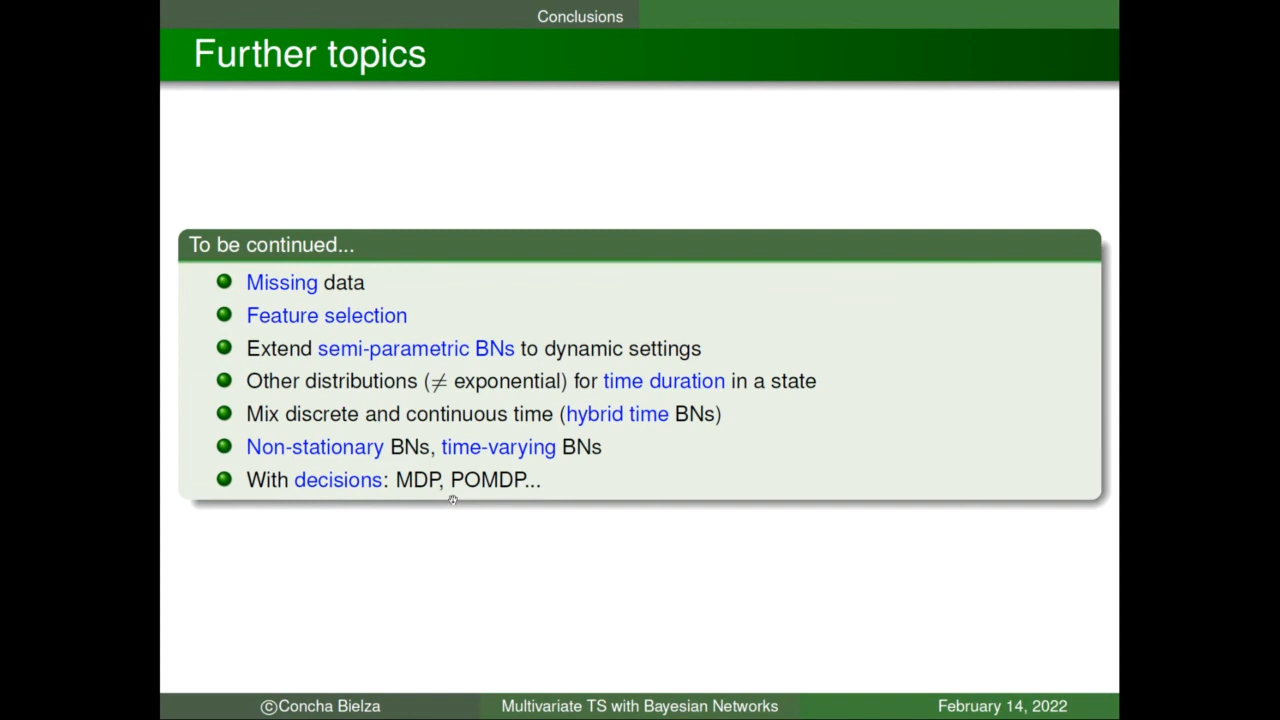 Conclusions
Further topics
To be continued...
Missing data
Feature selection
Extend semi-parametric BNs to dynamic settings
Other distributions (≠ exponential) for time duration in a state
Mix discrete and continuous time (hybrid time BNs)
Non-stationary BNs, time-varying BNs
With decisions: MDP, POMDP...
©Concha Bielza
Multivariate TS with Bayesian Networks
February 14, 2022